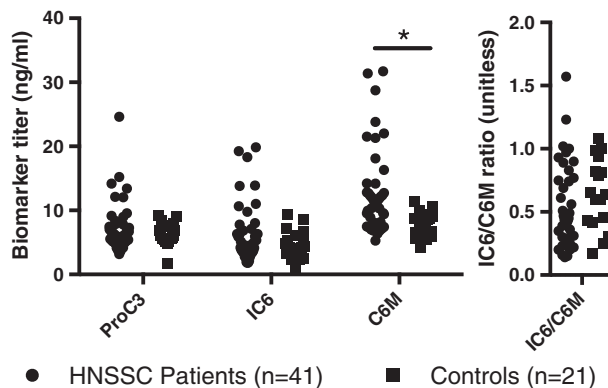 Biomarker titer (ng/ml)
40
30
20
10
0
*
ProC3
IC6
C6M
IC6/C6M ratio (unitless)
2.0
1.5
1.0
0.5
0.0
IC6/C6M
HNSSC Patients (n=41)
Controls (n=21)